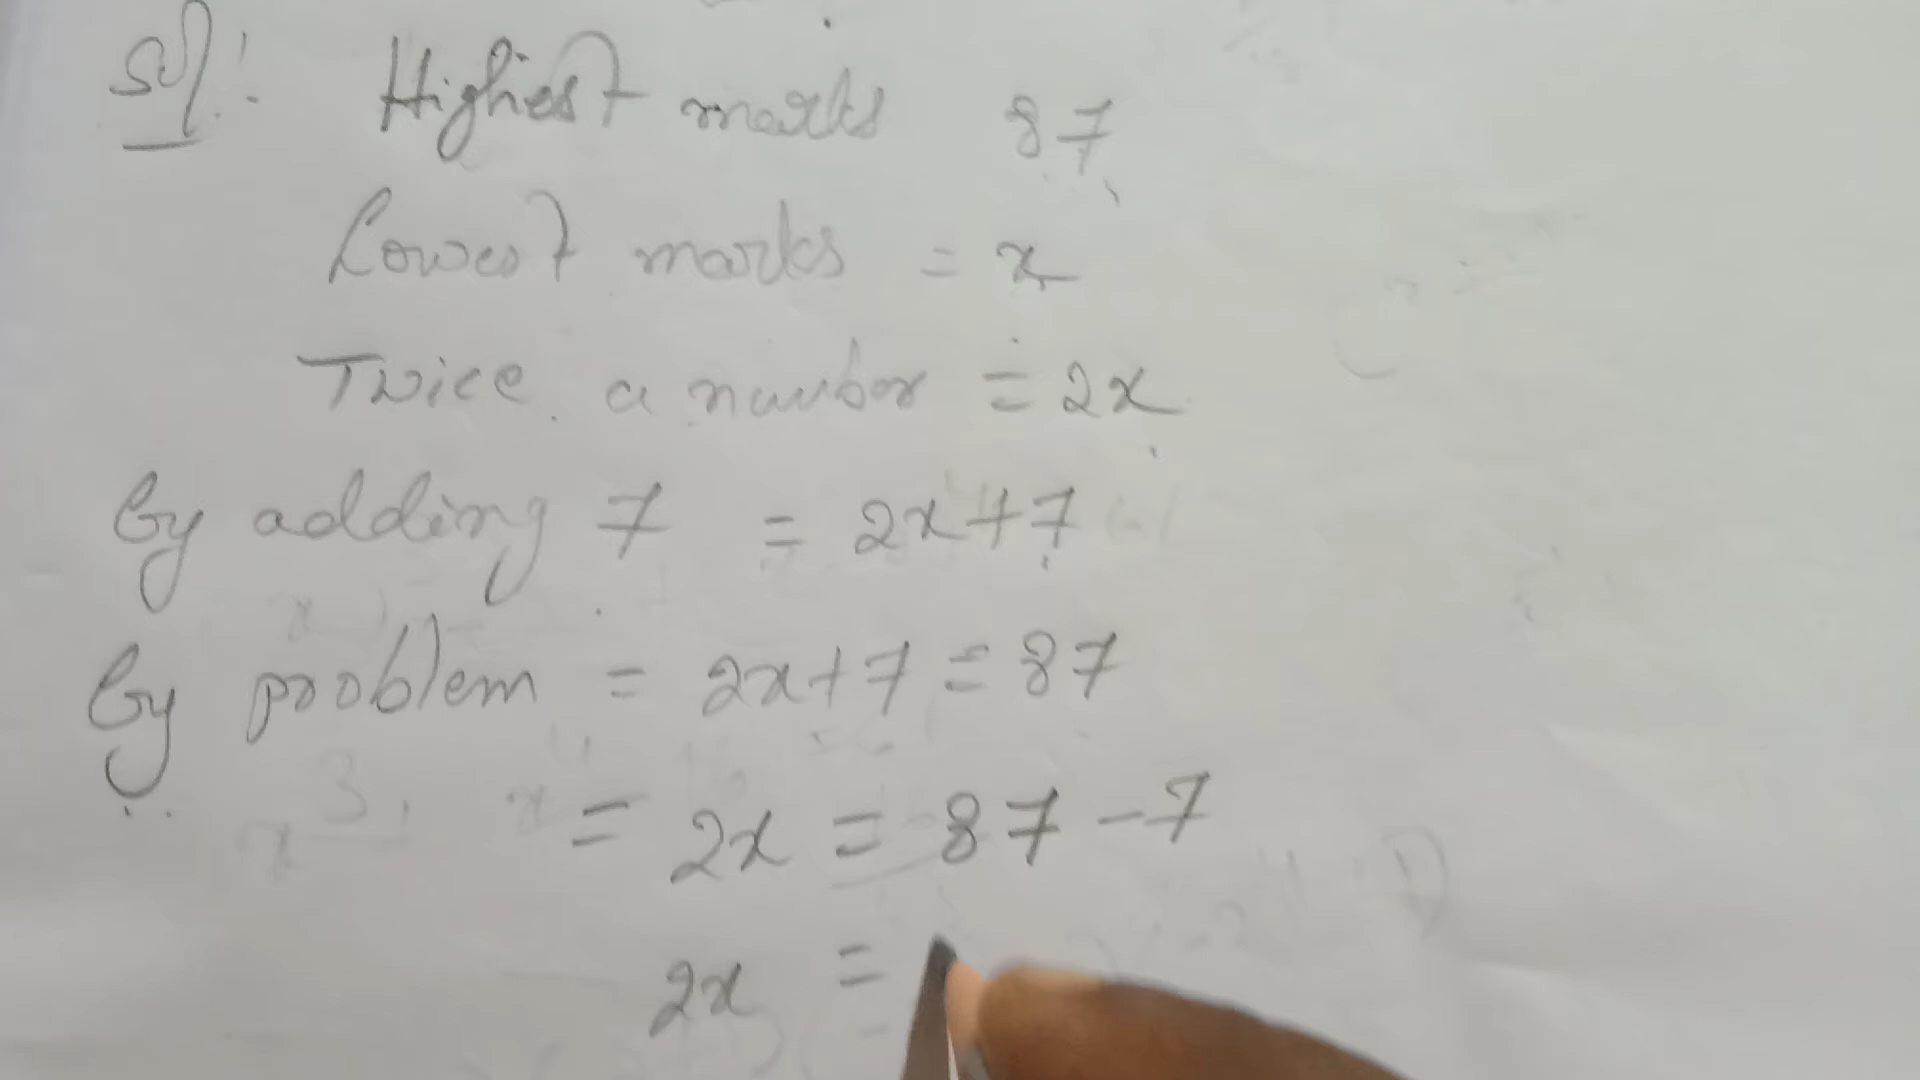 Sol:
Highest marks 87
Lowest marks = x
Twice a number = 2x
By adding 7 = 2x+7
By problem = 2x+7 = 87
= 2x = 87 - 7
2x =